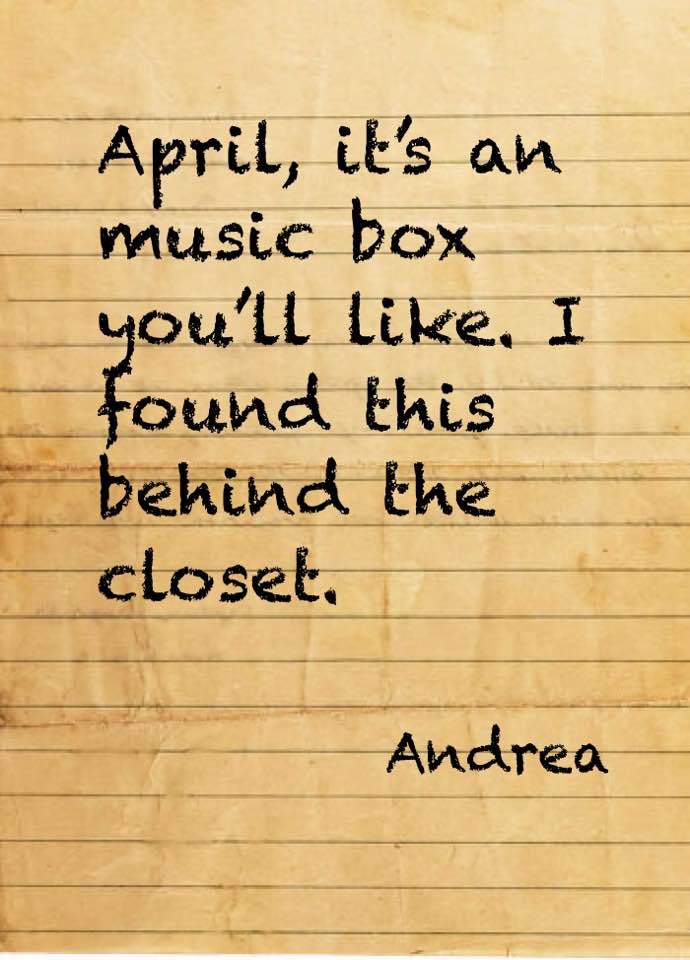 April, it's an
music box
you'll like. I
found this
behind the
closet.
Andrea